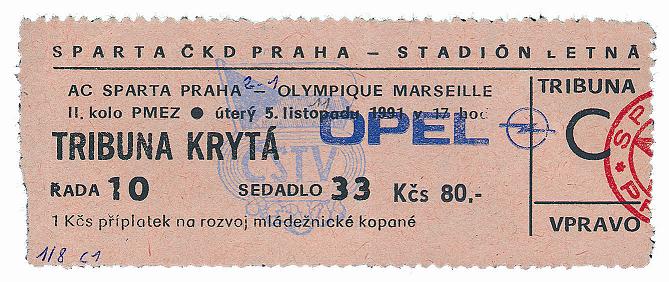 SPARTA ČKD PRAHA – STADIÓN LETNÁ
AC SPARTA PRAHA – OLYMPIQUE MARSEILLE
2-1
II. kolo PMEZ ● úterý 5. listopadu 1991 v 17 hod
11
OPEL
TRIBUNA KRYTÁ
ČSTV
ŘADA 10 SEDADLO 33 Kčs 80,-
1 Kčs příplatek na rozvoj mládežnické kopané
1/8 C1
TRIBUNA
C
VPRAVO